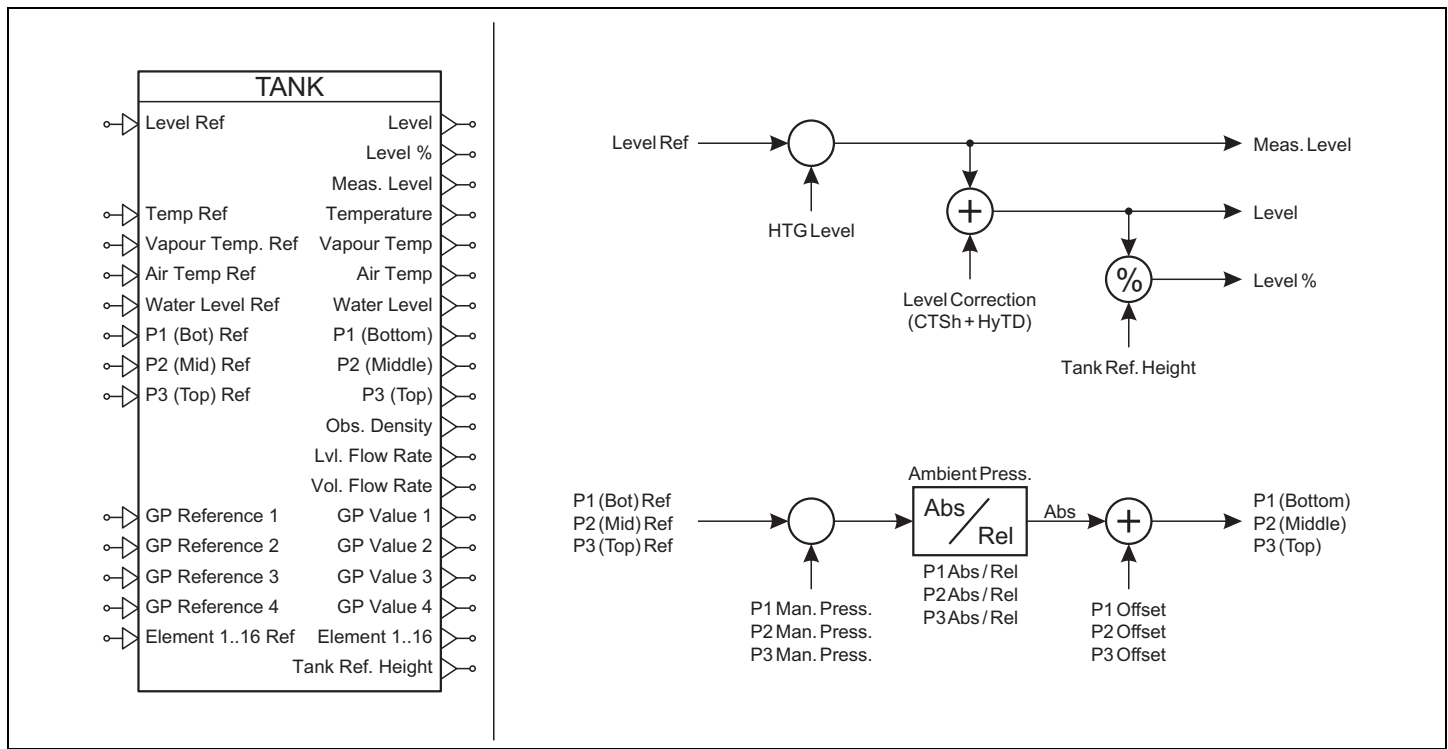 TANK
Level Ref
Level
Level %
Meas. Level
Temp Ref
Temperature
Vapour Temp. Ref
Vapour Temp
Air Temp Ref
Air Temp
Water Level Ref
Water Level
P1 (Bot) Ref
P1 (Bottom)
P2 (Mid) Ref
P2 (Middle)
P3 (Top) Ref
P3 (Top)
Obs. Density
Lvl. Flow Rate
Vol. Flow Rate
GP Reference 1
GP Value 1
GP Reference 2
GP Value 2
GP Reference 3
GP Value 3
GP Reference 4
GP Value 4
Element 1..16 Ref
Element 1..16
Tank Ref. Height
Level Ref
Meas. Level
HTG Level
+
Level
Level Correction
(CTSh + HyTD)
%
Level %
Tank Ref. Height
P1 (Bot) Ref
P2 (Mid) Ref
P3 (Top) Ref
P1 Man. Press.
P2 Man. Press.
P3 Man. Press.
Ambient Press.
Abs
/
Rel
P1 Abs / Rel
P2 Abs / Rel
P3 Abs / Rel
Abs
+
P1 Offset
P2 Offset
P3 Offset
P1 (Bottom)
P2 (Middle)
P3 (Top)